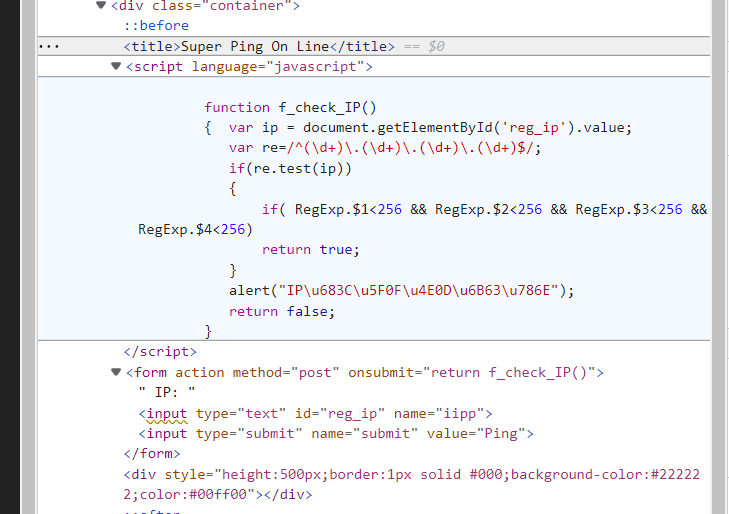 <div class="container">
::before
<title>Super Ping On Line</title> == $0
<script language="javascript">
function f_check_IP()
{  var ip = document.getElementById('reg_ip').value;
var re=/^(\d+)\.(\d+)\.(\d+)\.(\d+)$/;
if(re.test(ip))
{
if( RegExp.$1<256 && RegExp.$2<256 && RegExp.$3<256 &&
RegExp.$4<256)
return true;
}
alert("IP\u683C\u5F0F\u4E0D\u6B63\u786E");
return false;
}
</script>
<form action method="post" onsubmit="return f_check_IP()">
" IP: "
<input type="text" id="reg_ip" name="iipp">
<input type="submit" name="submit" value="Ping">
</form>
<div style="height:500px;border:1px solid #000;background-color:#22222
2;color:#00ff00"></div>